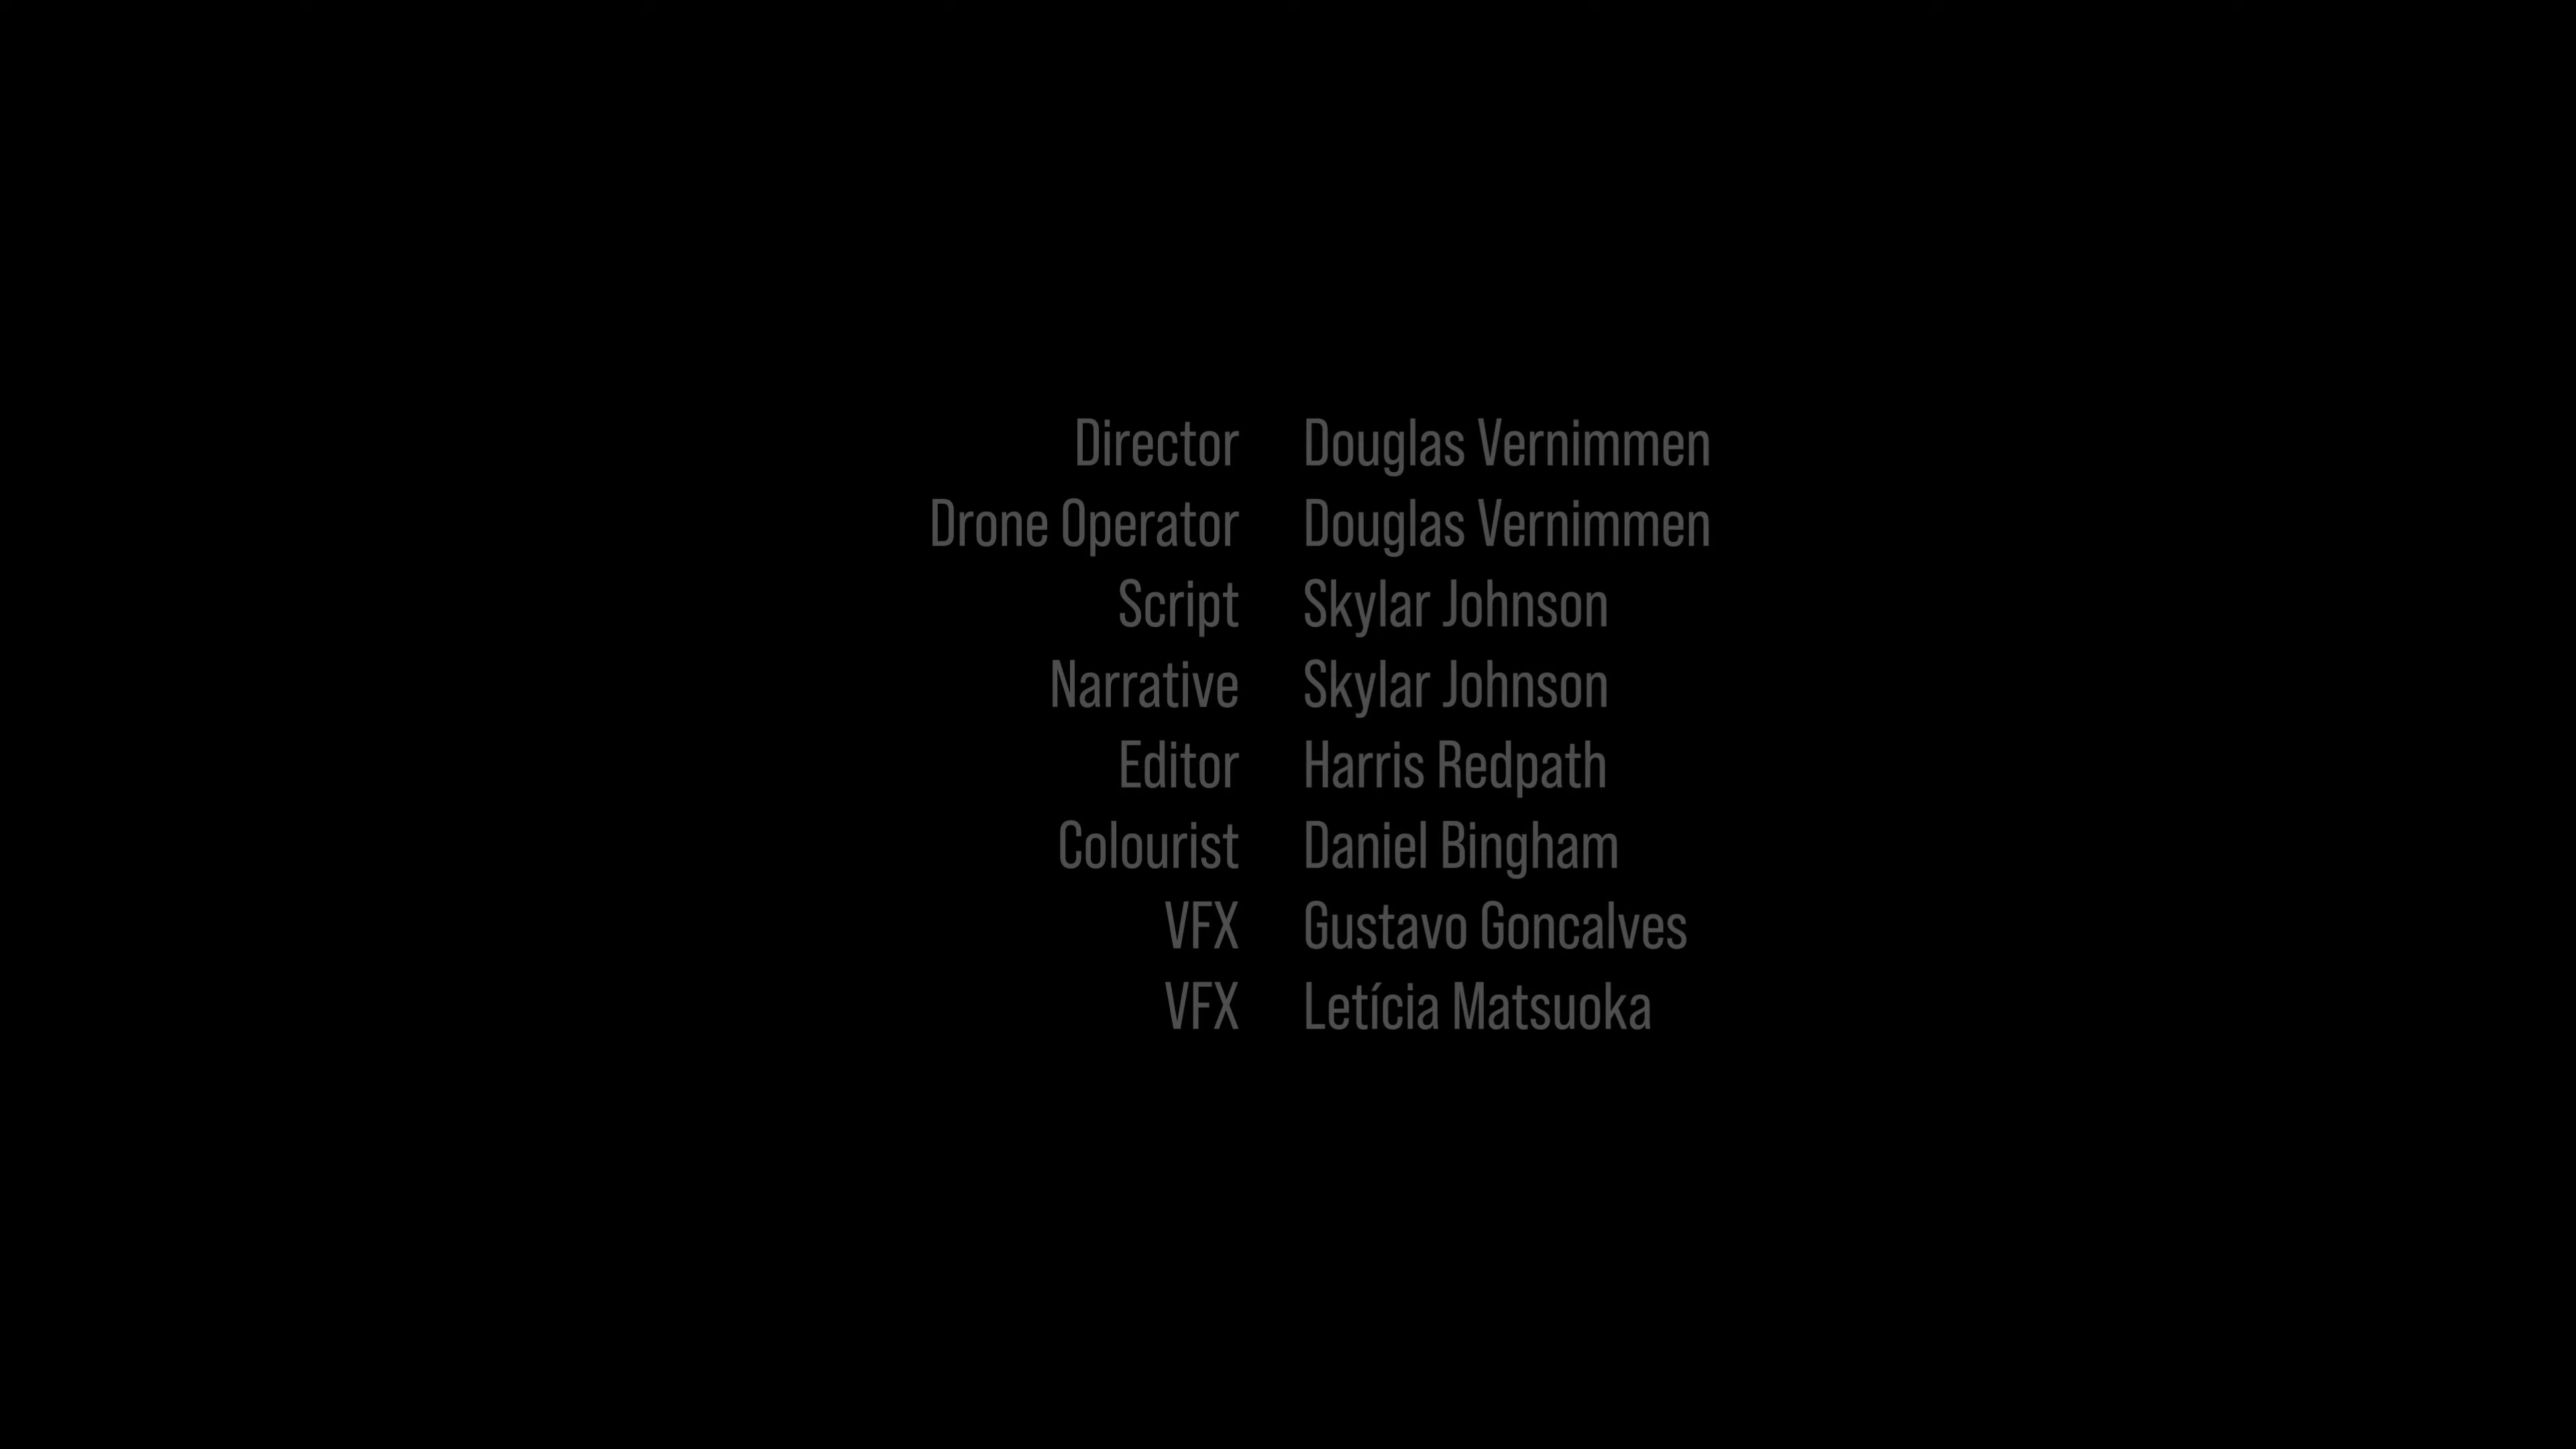 Director Douglas Vernimmen
Drone Operator Douglas Vernimmen
Script Skylar Johnson
Narrative Skylar Johnson
Editor Harris Redpath
Colourist Daniel Bingham
VFX Gustavo Goncalves
VFX Letícia Matsuoka